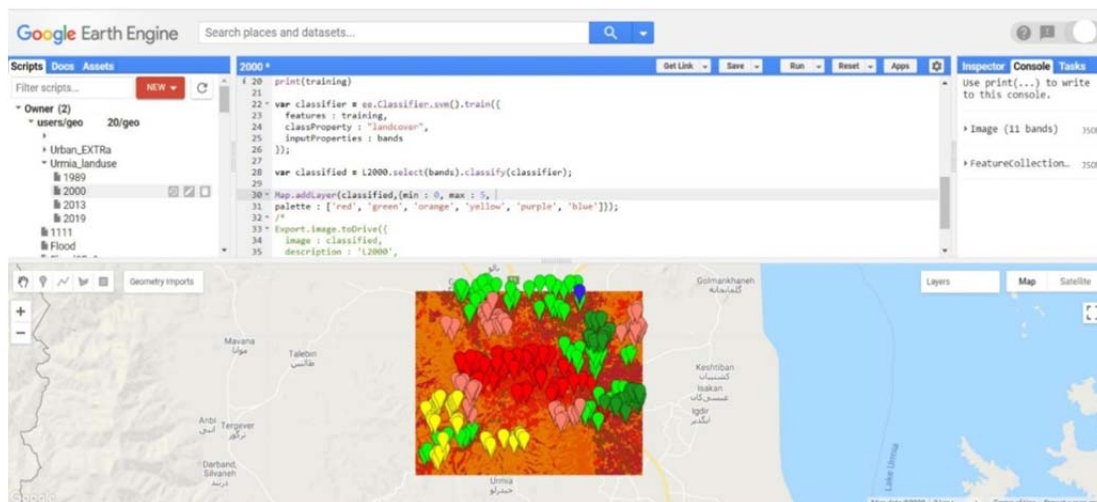 Google Earth Engine
Search places and datasets...
Scripts Docs Assets
Filter scripts...
NEW
Owner (2)
users/geo 20/geo
Urban_EXTRa
Urmia_landuse
1989
2000
2013
2019
1111
Flood
2000 *
Get Link
Save
Run
Reset
Apps
20 print(training)
21
22 var classifier = ee.Classifier.svm().train({
23 features : training,
24 classProperty : "landcover",
25 inputProperties : bands
26 });
27
28 var classified = L2000.select(bands).classify(classifier);
29
30 Map.addLayer(classified,{min : 0, max : 5,
31 palette : ['red', 'green', 'orange', 'yellow', 'purple', 'blue']});
32 /*
33 Export.image.toDrive({
34 image : classified,
35 description : 'L2000',
Inspector Console Tasks
Use print(...) to write
to this console.
Image (11 bands)
FeatureCollection...
Geometry Imports
Layers
Map
Satellite
+
−
Golmankhaneh
گلمانخانه
Mavana
موانا
Talebin
طالبین
Keshtiban
کشتیبان
Isakan
عیسی‌کان
Igdir
ایگدیر
Anbi
انبی
Tergever
ترگور
Darband,
Silvaneh
دربند
Urmia
حیدرلو
Lake Urmia
Google